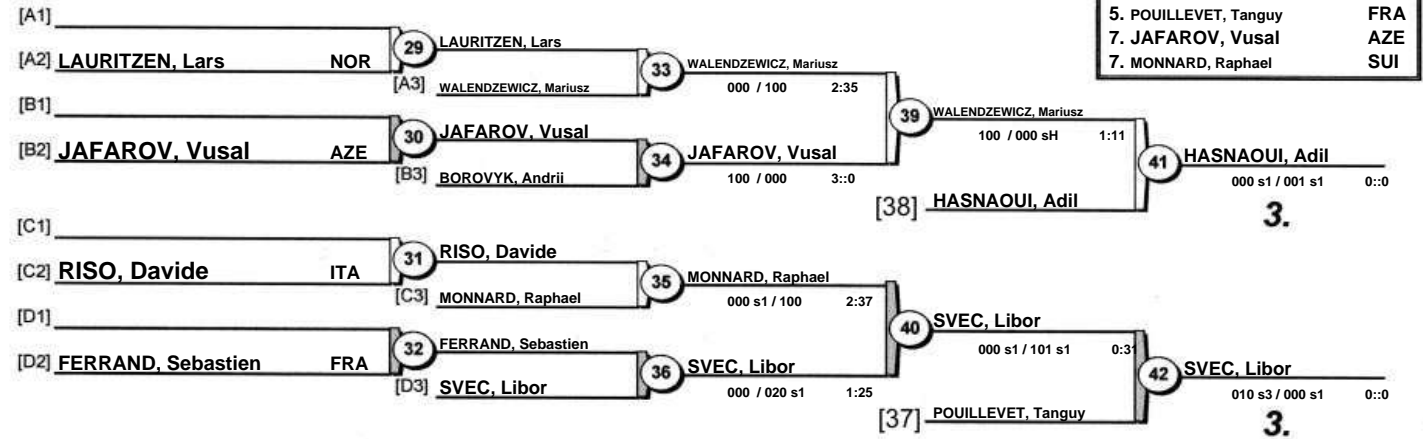 5. POUILLEVET, Tanguy FRA
7. JAFAROV, Vusal AZE
7. MONNARD, Raphael SUI
[A1]
[A2] LAURITZEN, Lars NOR
29
LAURITZEN, Lars
[A3] WALENDZEWICZ, Mariusz
33
WALENDZEWICZ, Mariusz
000 / 100 2:35
[B1]
[B2] JAFAROV, Vusal AZE
30
JAFAROV, Vusal
[B3] BOROVYK, Andrii
34
JAFAROV, Vusal
100 / 000 3::0
39
WALENDZEWICZ, Mariusz
100 / 000 sH 1:11
[38] HASNAOUI, Adil
41
HASNAOUI, Adil
000 s1 / 001 s1 0::0
3.
[C1]
[C2] RISO, Davide ITA
31
RISO, Davide
[C3] MONNARD, Raphael
35
MONNARD, Raphael
000 s1 / 100 2:37
[D1]
[D2] FERRAND, Sebastien FRA
32
FERRAND, Sebastien
[D3] SVEC, Libor
36
SVEC, Libor
000 / 020 s1 1:25
40
SVEC, Libor
000 s1 / 101 s1 0:31
[37] POUILLEVET, Tanguy
42
SVEC, Libor
010 s3 / 000 s1 0::0
3.